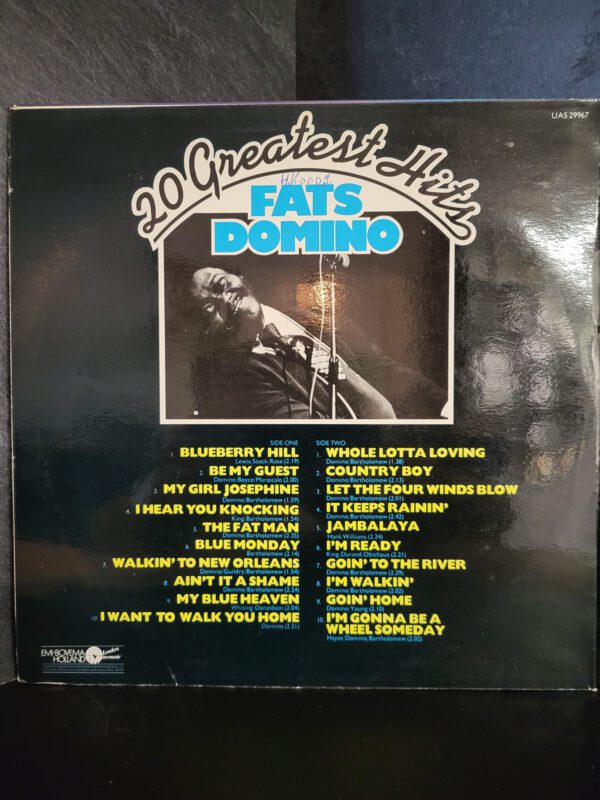 UAS 29967
20 Greatest Hits
FATS
DOMINO
SIDE ONE
1. BLUEBERRY HILL
Lewis/Stock/Rose (2.19)
2. BE MY GUEST
Domino/Boyce/Marascalo (2.00)
3. MY GIRL JOSEPHINE
Domino/Bartholomew (1.59)
4. I HEAR YOU KNOCKING
King/Bartholomew (1.54)
5. THE FAT MAN
Domino/Bartholomew (2.35)
6. BLUE MONDAY
Bartholomew (2.14)
7. WALKIN' TO NEW ORLEANS
Domino/Guidry/Bartholomew (1.54)
8. AIN'T IT A SHAME
Domino/Bartholomew (2.24)
9. MY BLUE HEAVEN
Whiting/Donaldson (2.04)
10. I WANT TO WALK YOU HOME
Domino (2.21)
SIDE TWO
1. WHOLE LOTTA LOVING
Domino/Bartholomew (1.38)
2. COUNTRY BOY
Domino/Bartholomew (2.13)
3. LET THE FOUR WINDS BLOW
Domino/Bartholomew (2.01)
4. IT KEEPS RAININ'
Domino/Bartholomew (2.42)
5. JAMBALAYA
Hank Williams (2.24)
6. I'M READY
King/Durand/Obichaux (2.21)
7. GOIN' TO THE RIVER
Domino/Bartholomew (2.29)
8. I'M WALKIN'
Domino/Bartholomew (2.02)
9. GOIN' HOME
Domino/Young (2.10)
10. I'M GONNA BE A
WHEEL SOMEDAY
Hayes/Domino/Bartholomew (2.02)
EMI-BOVEMA
HOLLAND
Leaders
in music